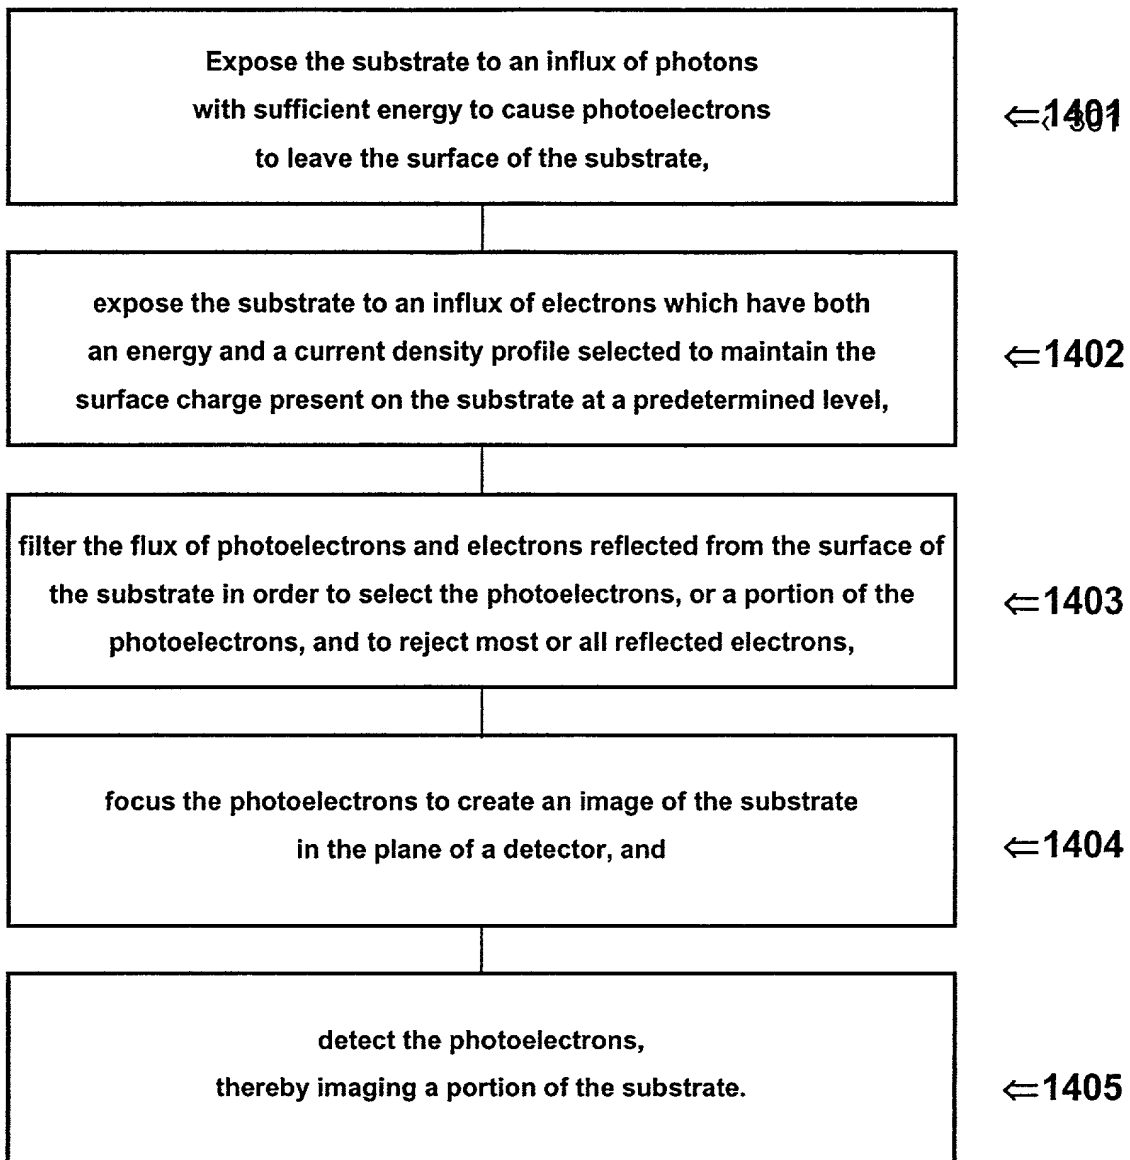 Expose the substrate to an influx of photons
with sufficient energy to cause photoelectrons
to leave the surface of the substrate,
⇐1401
expose the substrate to an influx of electrons which have both
an energy and a current density profile selected to maintain the
surface charge present on the substrate at a predetermined level,
⇐1402
filter the flux of photoelectrons and electrons reflected from the surface of
the substrate in order to select the photoelectrons, or a portion of the
photoelectrons, and to reject most or all reflected electrons,
⇐1403
focus the photoelectrons to create an image of the substrate
in the plane of a detector, and
⇐1404
detect the photoelectrons,
thereby imaging a portion of the substrate.
⇐1405